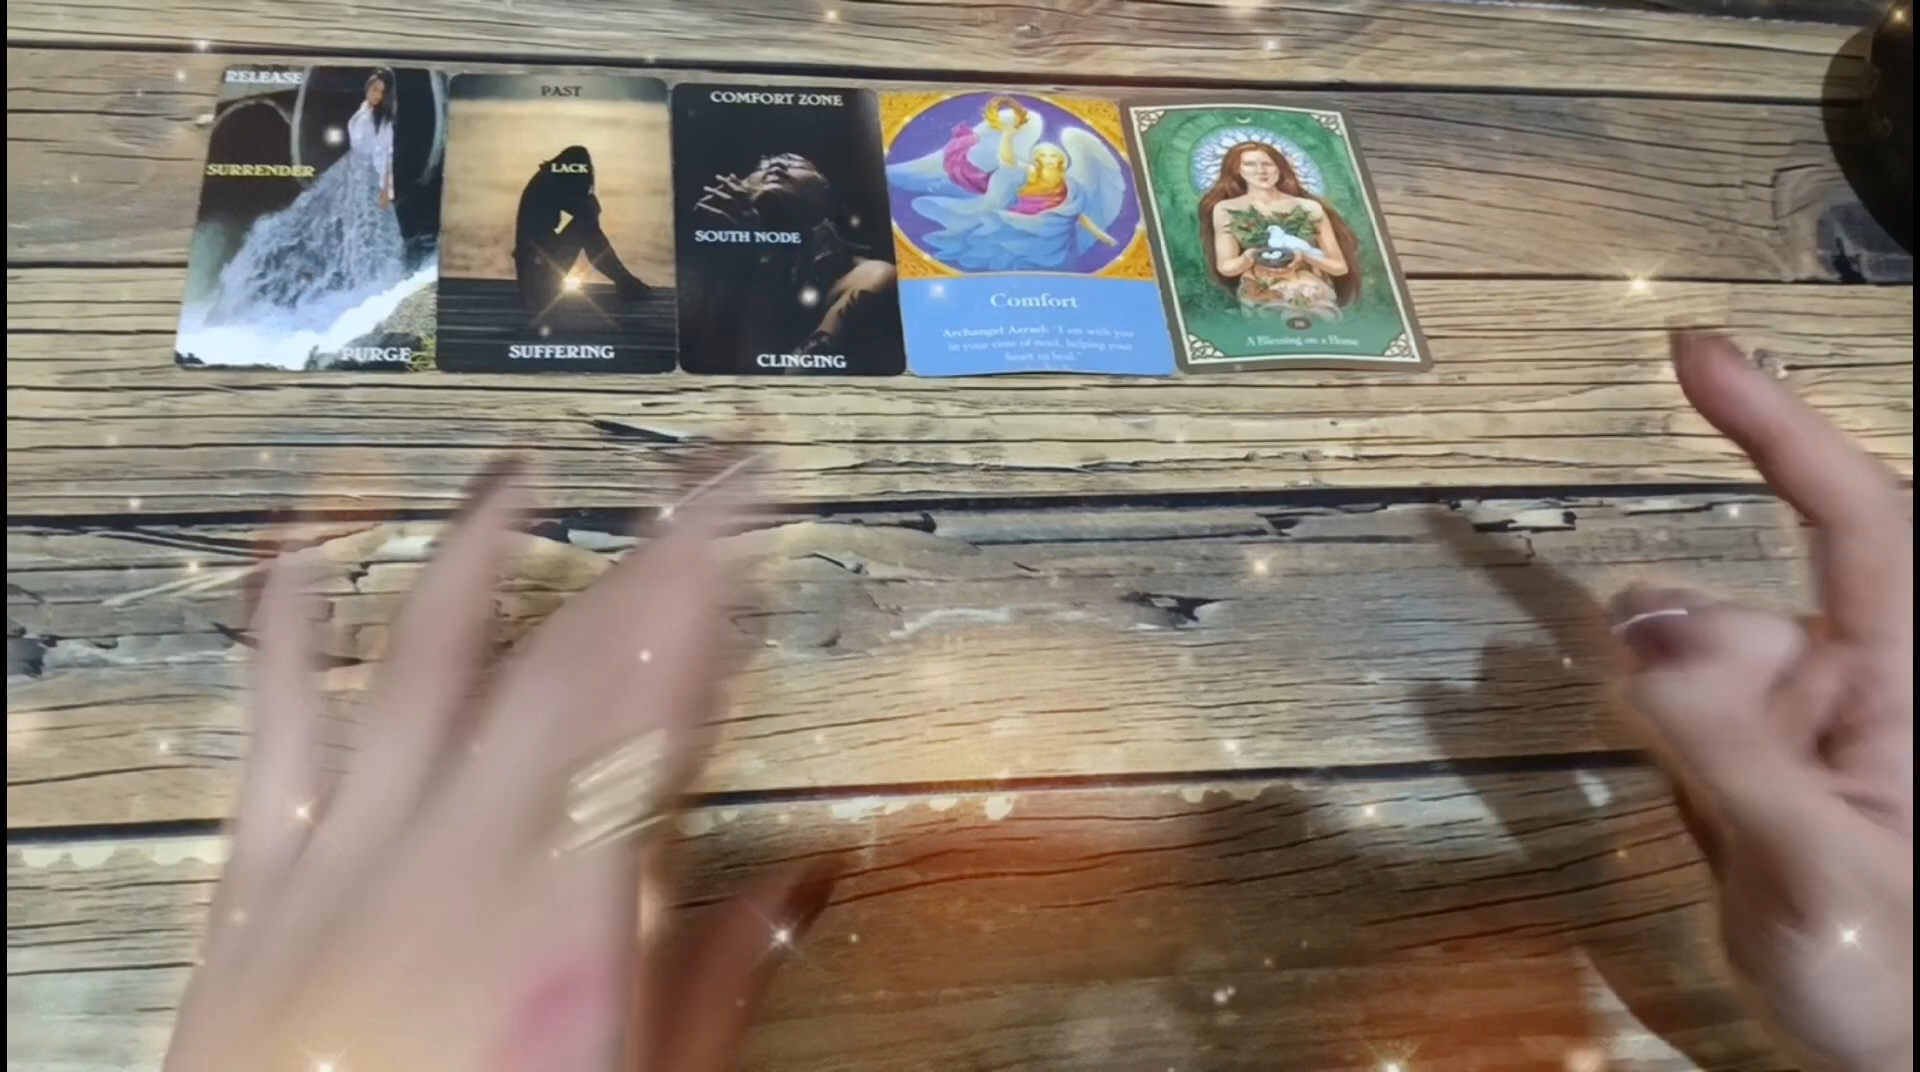 RELEASE
SURRENDER
PURGE
PAST
LACK
SUFFERING
COMFORT ZONE
SOUTH NODE
CLINGING
Comfort
Archangel Azrael: "I am with you
in your time of need, helping your
heart to heal."
A Blessing on a Home